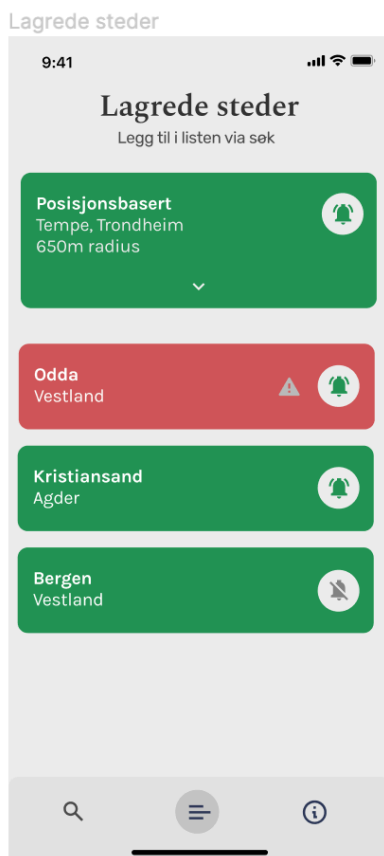 Lagrede steder
9:41
Lagrede steder
Legg til i listen via søk
Posisjonsbasert
Tempe, Trondheim
650m radius
Odda
Vestland
Kristiansand
Agder
Bergen
Vestland